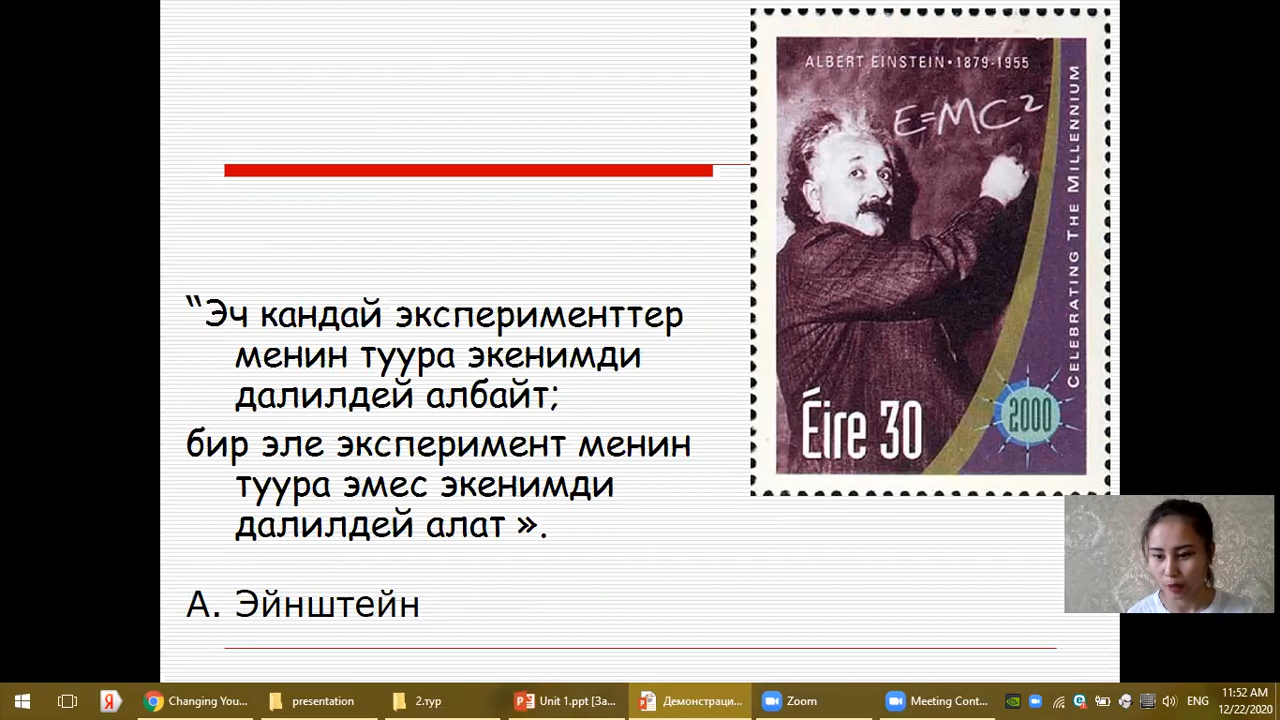 ALBERT EINSTEIN • 1879-1955
E=MC²
CELEBRATING THE MILLENNIUM
Éire 30
2000
“Эч кандай эксперименттер
менин туура экенимди
далилдей албайт;
бир эле эксперимент менин
туура эмес экенимди
далилдей алат ».
А. Эйнштейн
Changing You...
presentation
2.тур
Unit 1.ppt [За...
Демонстраци...
Zoom
Meeting Cont...
ENG
11:52 AM
12/22/2020